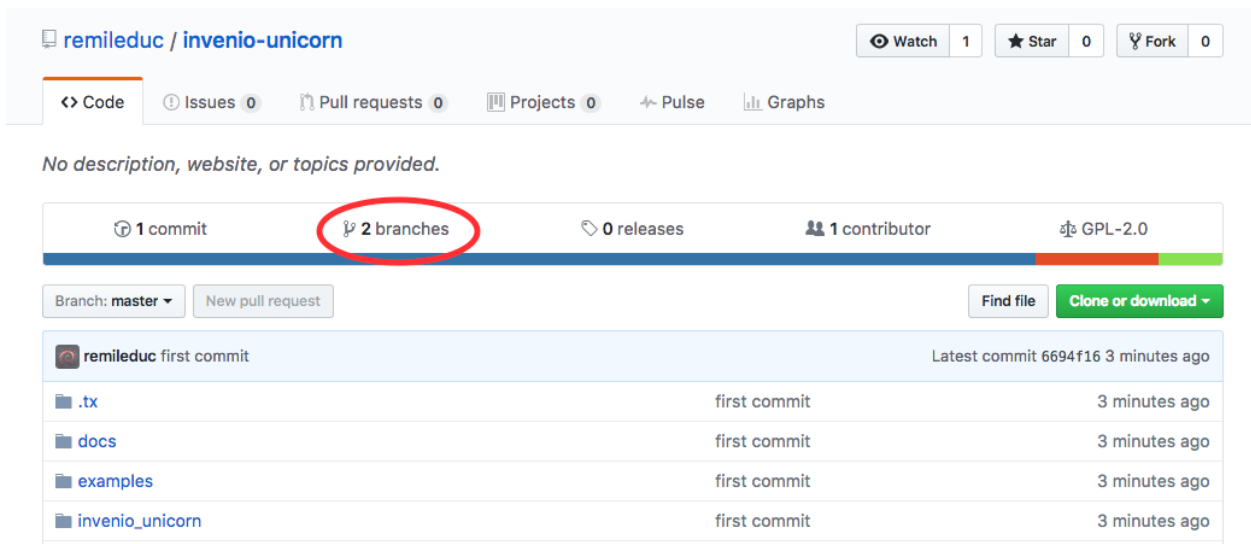 remileduc / invenio-unicorn Watch 1 Star 0 Fork 0
Code Issues 0 Pull requests 0 Projects 0 Pulse Graphs
No description, website, or topics provided.
1 commit 2 branches 0 releases 1 contributor GPL-2.0
Branch: master New pull request Find file Clone or download
remileduc first commit Latest commit 6694f16 3 minutes ago
.tx first commit 3 minutes ago
docs first commit 3 minutes ago
examples first commit 3 minutes ago
invenio_unicorn first commit 3 minutes ago